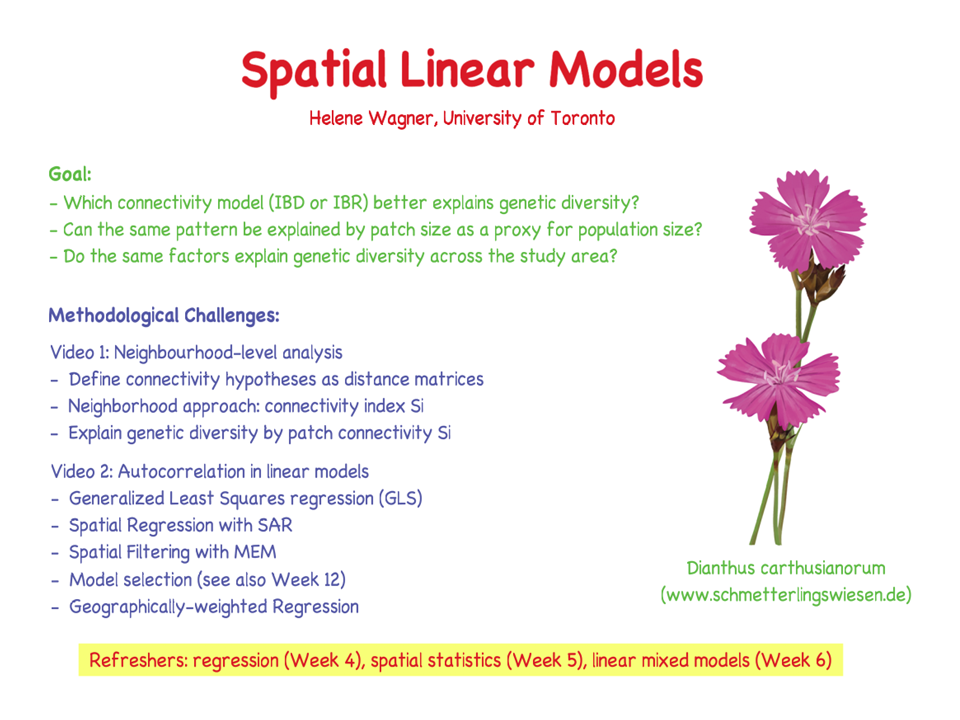 Spatial Linear Models
Helene Wagner, University of Toronto
Goal:
- Which connectivity model (IBD or IBR) better explains genetic diversity?
- Can the same pattern be explained by patch size as a proxy for population size?
- Do the same factors explain genetic diversity across the study area?
Methodological Challenges:
Video 1: Neighbourhood-level analysis
- Define connectivity hypotheses as distance matrices
- Neighborhood approach: connectivity index Si
- Explain genetic diversity by patch connectivity Si
Video 2: Autocorrelation in linear models
- Generalized Least Squares regression (GLS)
- Spatial Regression with SAR
- Spatial Filtering with MEM
- Model selection (see also Week 12)
- Geographically-weighted Regression
Dianthus carthusianorum
(www.schmetterlingswiesen.de)
Refreshers: regression (Week 4), spatial statistics (Week 5), linear mixed models (Week 6)